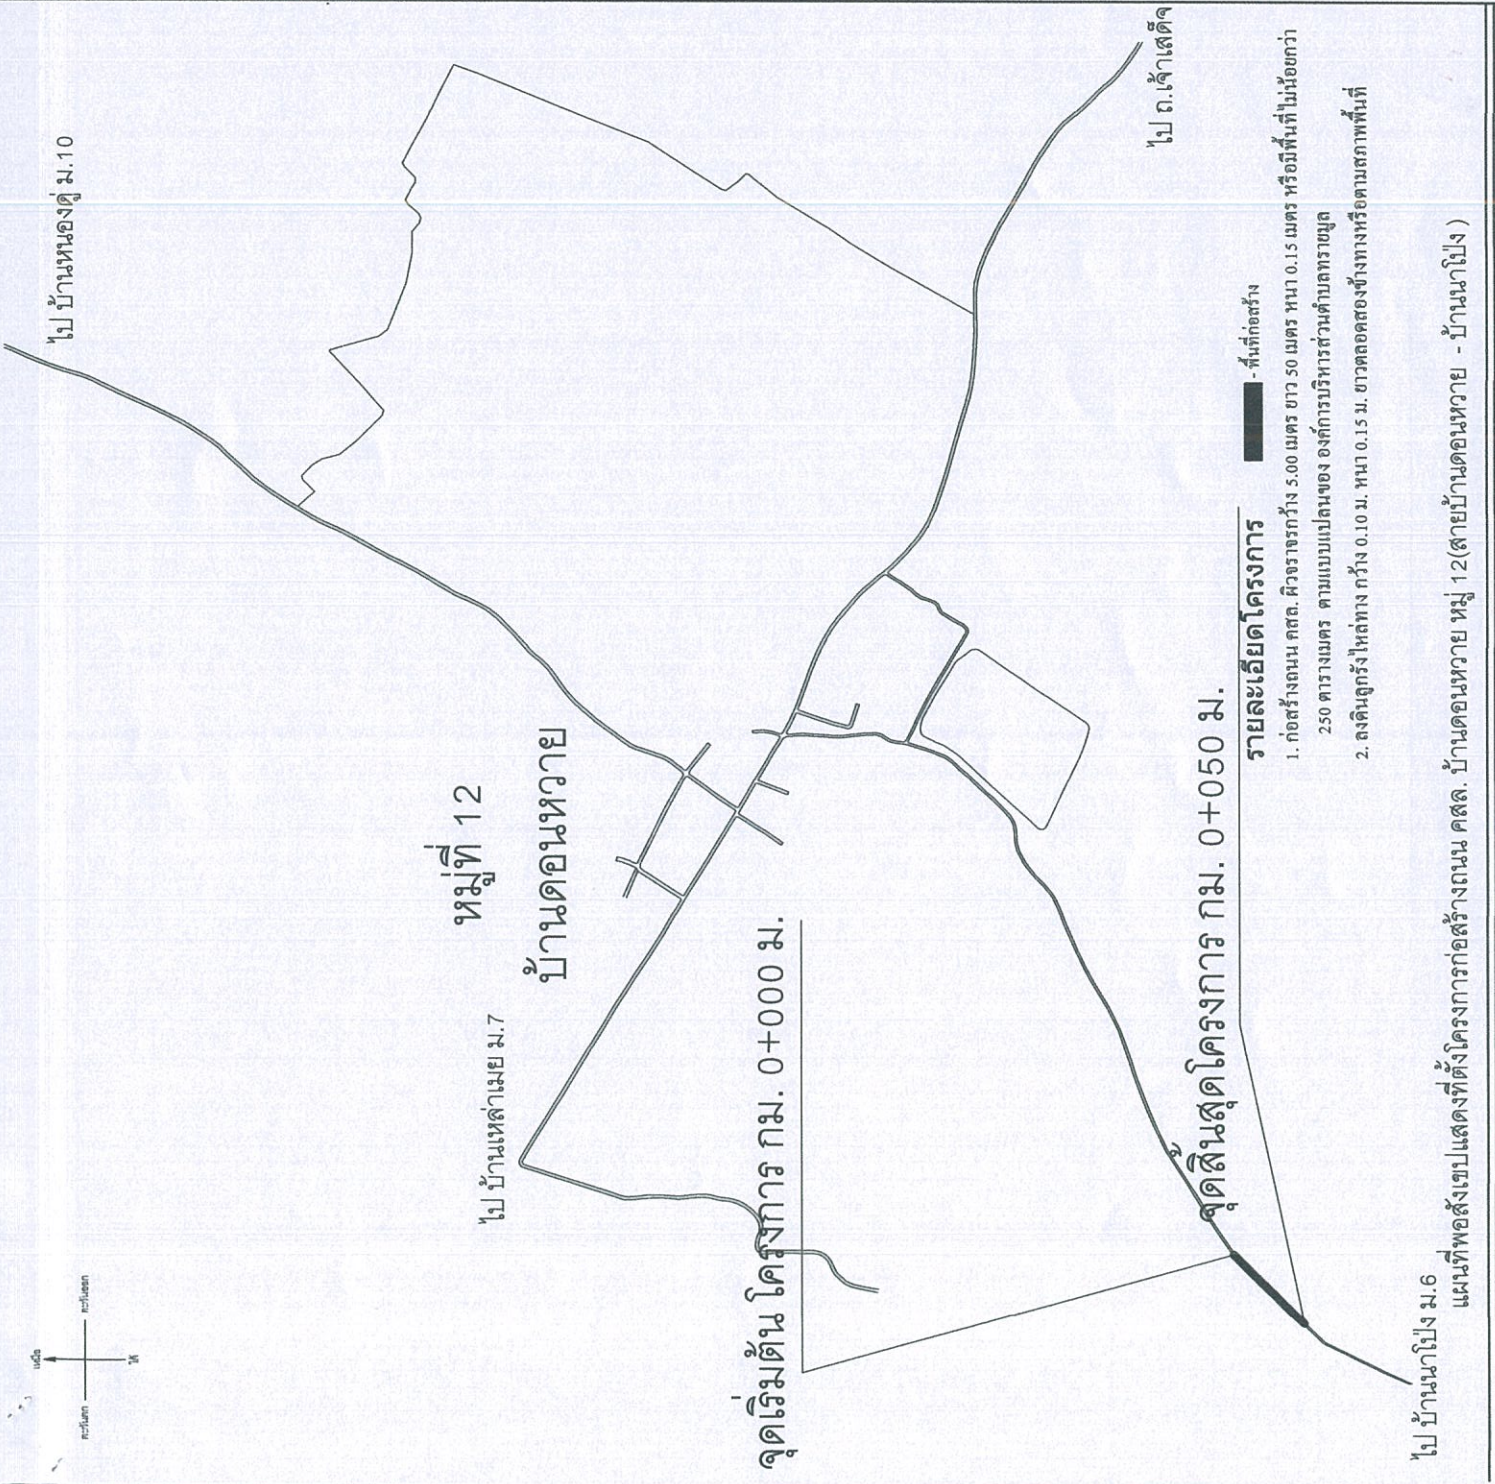 เหนือ
ตะวันตก
ตะวันออก
ใต้
ไป บ้านหนองคู่ ม.10
ไป ถ.เจ้าเสด็จ
หมู่ที่ 12
บ้านดอนหวาย
ไป บ้านเหล่าเมย ม.7
จุดเริ่มต้น โครงการ กม. 0+000 ม.
จุดสิ้นสุดโครงการ กม. 0+050 ม.
รายละเอียดโครงการ
- พื้นที่ก่อสร้าง
1. ก่อสร้างถนน คสล. ผิวจราจรกว้าง 5.00 เมตร ยาว 50 เมตร หนา 0.15 เมตร หรือมีพื้นที่ไม่น้อยกว่า
250 ตารางเมตร ตามแบบแปลนของ องค์การบริหารส่วนตำบลทรายมูล
2. ลงดินลูกรังไหล่ทาง กว้าง 0.10 ม. หนา 0.15 ม. ยาวตลอดสองข้างทางหรือตามสภาพพื้นที่
ไป บ้านนาโป่ง ม.6
แผนที่พอสังเขปแสดงที่ตั้งโครงการก่อสร้างถนน คสล. บ้านดอนหวาย หมู่ 12(สายบ้านดอนหวาย - บ้านนาโป่ง )